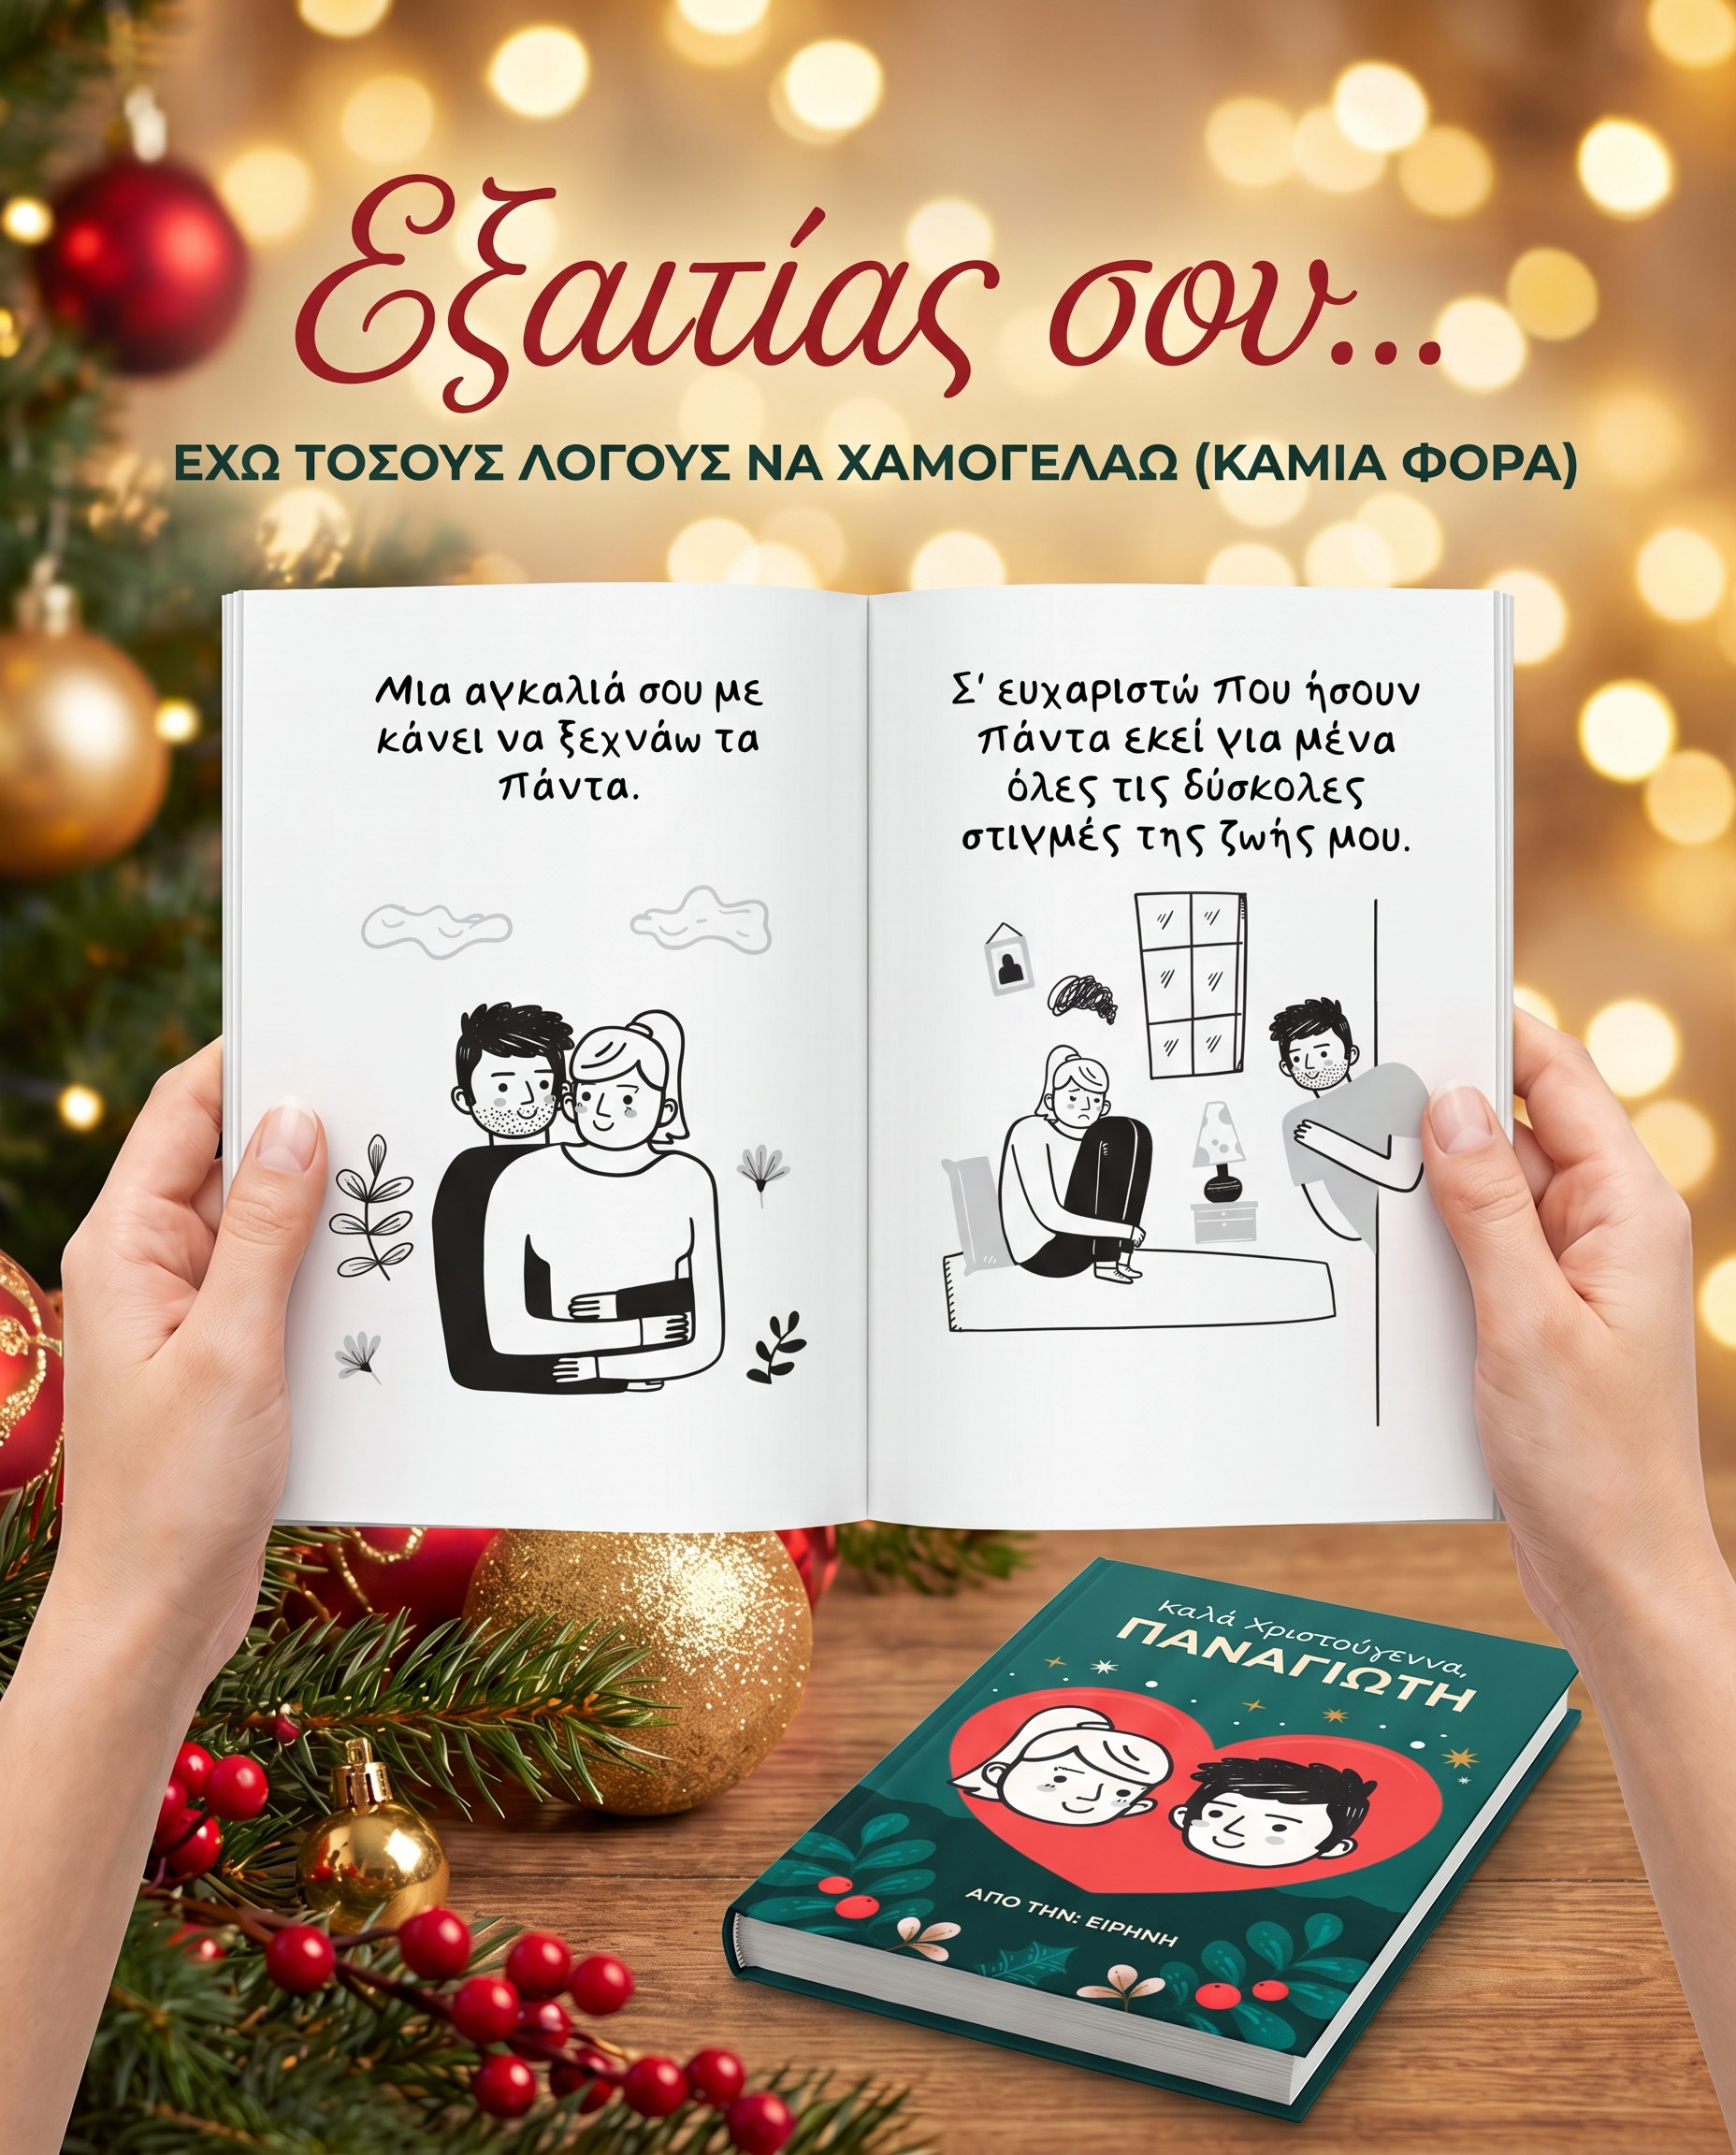 Εξαιτίας σου...
ΕΧΩ ΤΟΣΟΥΣ ΛΟΓΟΥΣ ΝΑ ΧΑΜΟΓΕΛΑΩ (ΚΑΜΙΑ ΦΟΡΑ)
Μια αγκαλιά σου με
κάνει να ξεχνάω τα
πάντα.
Σ' ευχαριστώ που ήσουν
πάντα εκεί για μένα
όλες τις δύσκολες
στιγμές της ζωής μου.
καλά Χριστούγεννα,
ΠΑΝΑΓΙΩΤΗ
ΑΠΟ ΤΗΝ: ΕΙΡΗΝΗ